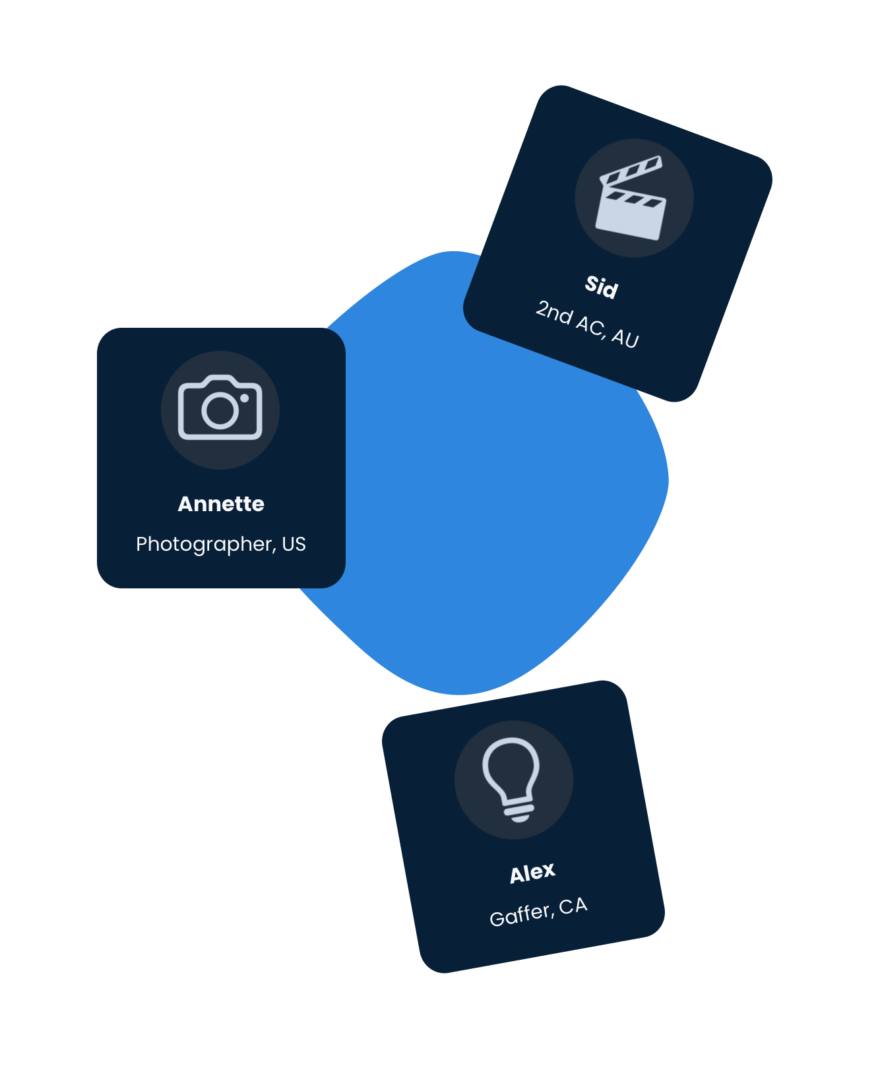 Sid
2nd AC, AU
Annette
Photographer, US
Alex
Gaffer, CA